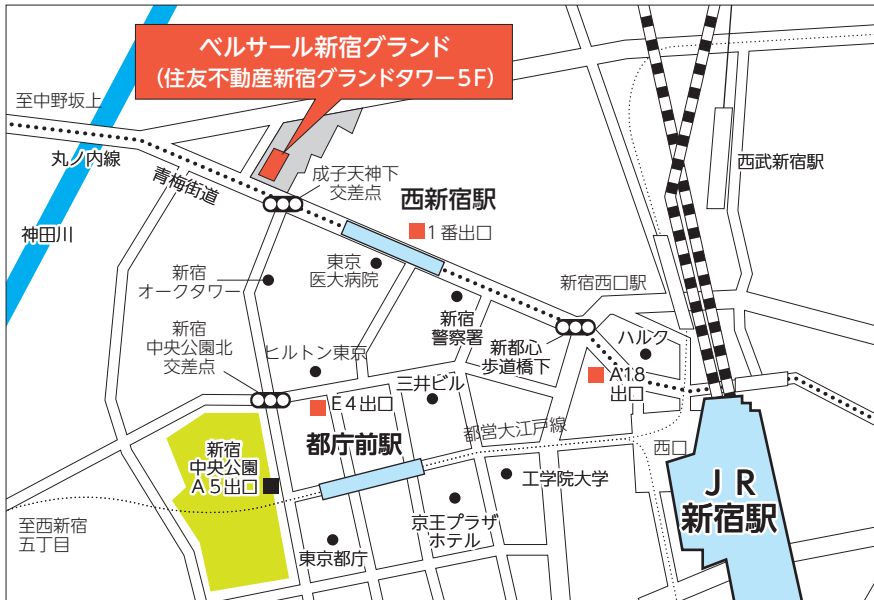 ベルサール新宿グランド
(住友不動産新宿グランドタワー5F)
至中野坂上
丸ノ内線
青梅街道
神田川
成子天神下
交差点
西新宿駅
1番出口
西武新宿駅
新宿
オークタワー
東京
医大病院
新宿西口駅
新宿
警察署
新都心
歩道橋下
ハルク
新宿
中央公園北
交差点
ヒルトン東京
三井ビル
A18
出口
E4出口
都庁前駅
都営大江戸線
西口
新宿
中央公園
A5出口
工学院大学
JR
新宿駅
京王プラザ
ホテル
至西新宿
五丁目
東京都庁